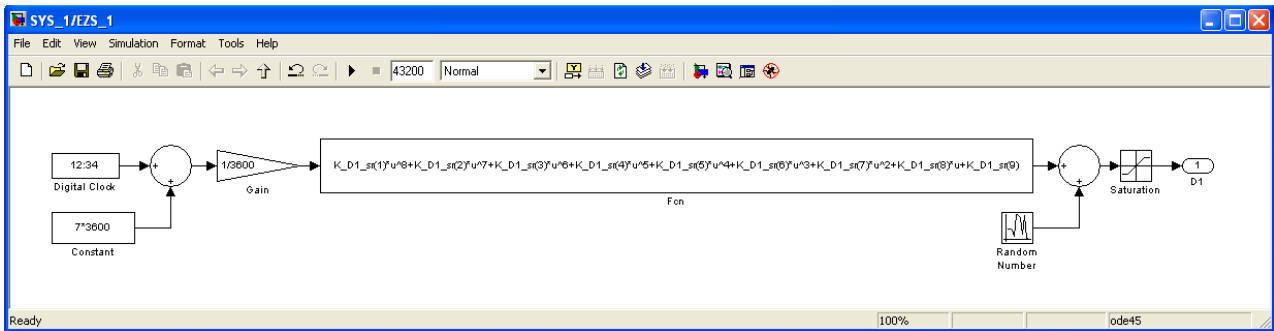 SYS_1/EZS_1
File Edit View Simulation Format Tools Help
43200 Normal
12:34
Digital Clock
7*3600
Constant
+
+
1/3600
Gain
K_D1_sr(1)*u^8+K_D1_sr(2)*u^7+K_D1_sr(3)*u^6+K_D1_sr(4)*u^5+K_D1_sr(5)*u^4+K_D1_sr(6)*u^3+K_D1_sr(7)*u^2+K_D1_sr(8)*u+K_D1_sr(9)
Fcn
Random
Number
+
+
Saturation
1
D1
Ready 100% ode45